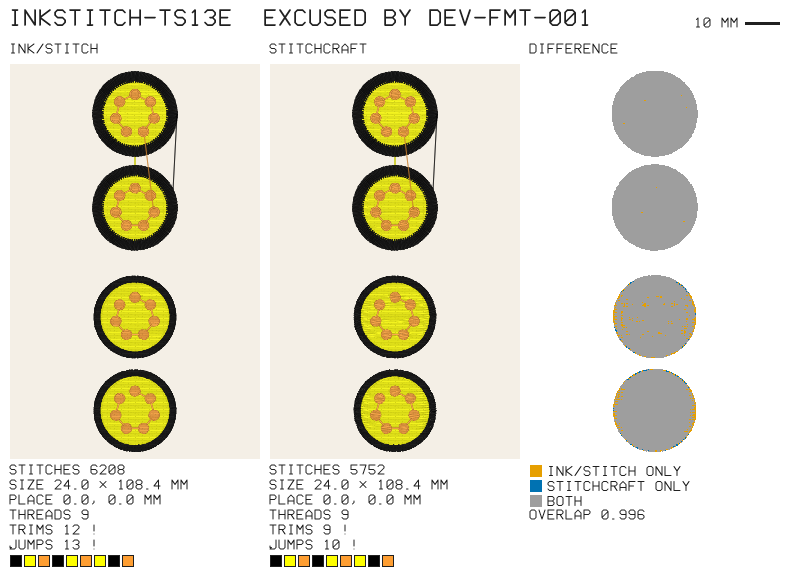 INKSTITCH-TS13E EXCUSED BY DEV-FMT-001
10 MM
INK/STITCH
STITCHCRAFT
DIFFERENCE
STITCHES 6208
SIZE 24.0 × 108.4 MM
PLACE 0.0, 0.0 MM
THREADS 9
TRIMS 12 !
JUMPS 13 !
STITCHES 5752
SIZE 24.0 × 108.4 MM
PLACE 0.0, 0.0 MM
THREADS 9
TRIMS 9 !
JUMPS 10 !
INK/STITCH ONLY
STITCHCRAFT ONLY
BOTH
OVERLAP 0.996